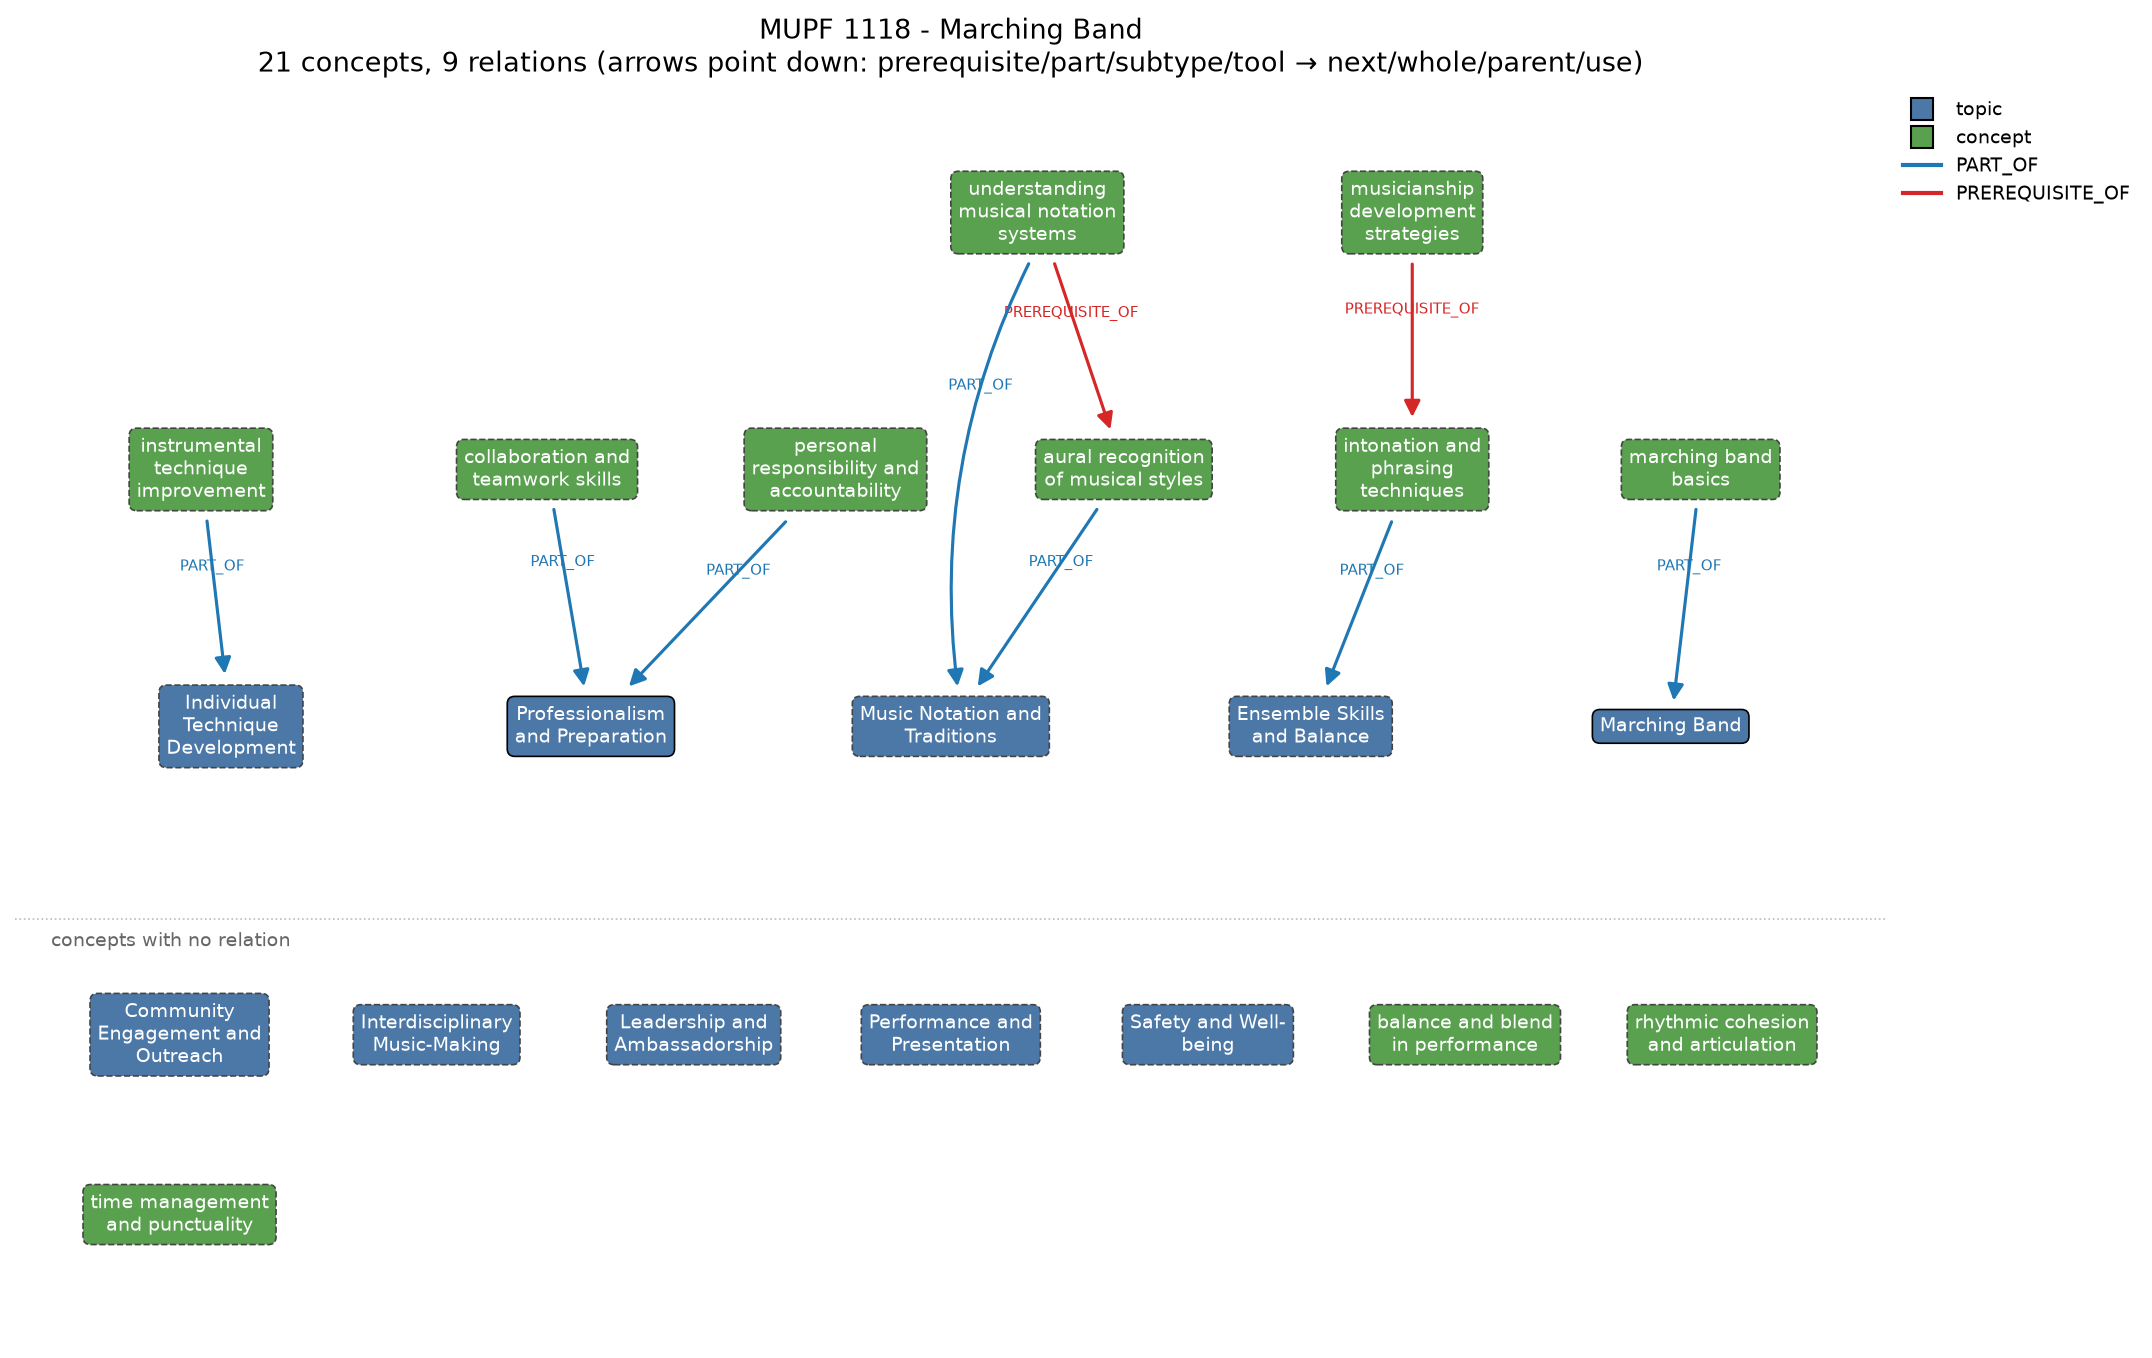 MUPF 1118 - Marching Band
21 concepts, 9 relations (arrows point down: prerequisite/part/subtype/tool → next/whole/parent/use)
topic
concept
PART_OF
PREREQUISITE_OF
understanding
musical notation
systems
musicianship
development
strategies
PREREQUISITE_OF
PREREQUISITE_OF
PART_OF
instrumental
technique
improvement
collaboration and
teamwork skills
personal
responsibility and
accountability
aural recognition
of musical styles
intonation and
phrasing
techniques
marching band
basics
PART_OF
PART_OF
PART_OF
PART_OF
PART_OF
PART_OF
Individual
Technique
Development
Professionalism
and Preparation
Music Notation and
Traditions
Ensemble Skills
and Balance
Marching Band
concepts with no relation
Community
Engagement and
Outreach
Interdisciplinary
Music-Making
Leadership and
Ambassadorship
Performance and
Presentation
Safety and Well-
being
balance and blend
in performance
rhythmic cohesion
and articulation
time management
and punctuality